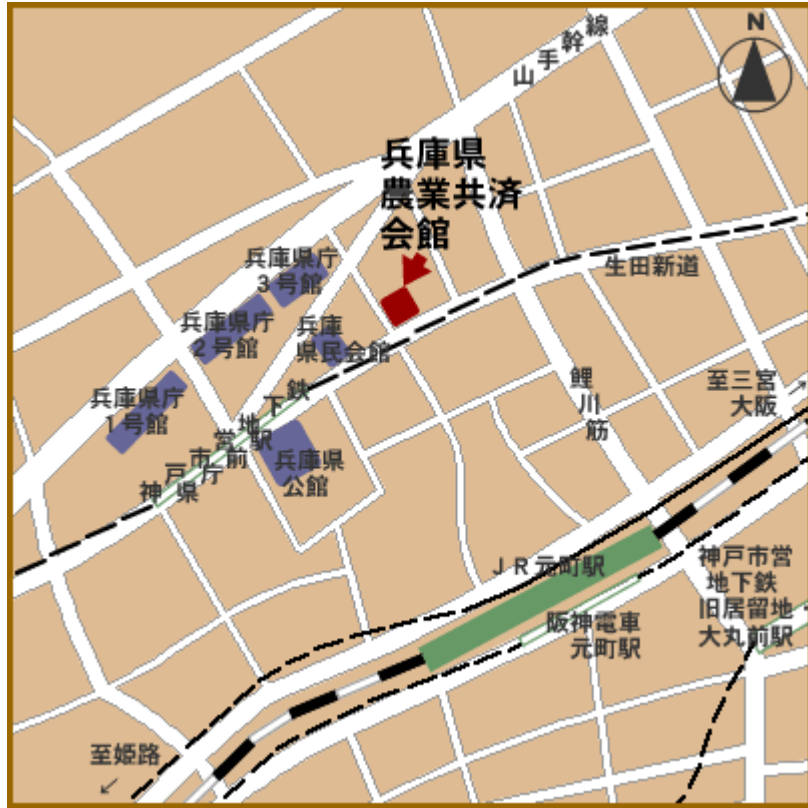 N
山手幹線
兵庫県
農業共済
会館
生田新道
兵庫県庁
3号館
兵庫県庁
2号館
兵庫
県民会館
兵庫県庁
1号館
神戸市営地下鉄
県庁前駅
兵庫県
公館
鯉川筋
至三宮
大阪
JR元町駅
阪神電車
元町駅
神戸市営
地下鉄
旧居留地
大丸前駅
至姫路